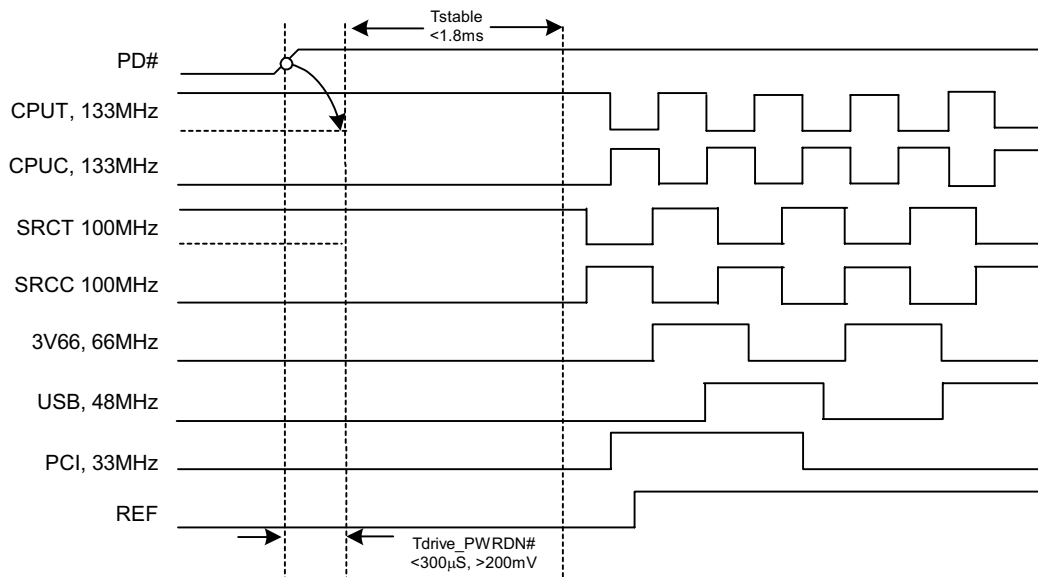 Tstable
<1.8ms
PD#
CPUT, 133MHz
CPUC, 133MHz
SRCT 100MHz
SRCC 100MHz
3V66, 66MHz
USB, 48MHz
PCI, 33MHz
REF
Tdrive_PWRDN#
<300μS, >200mV